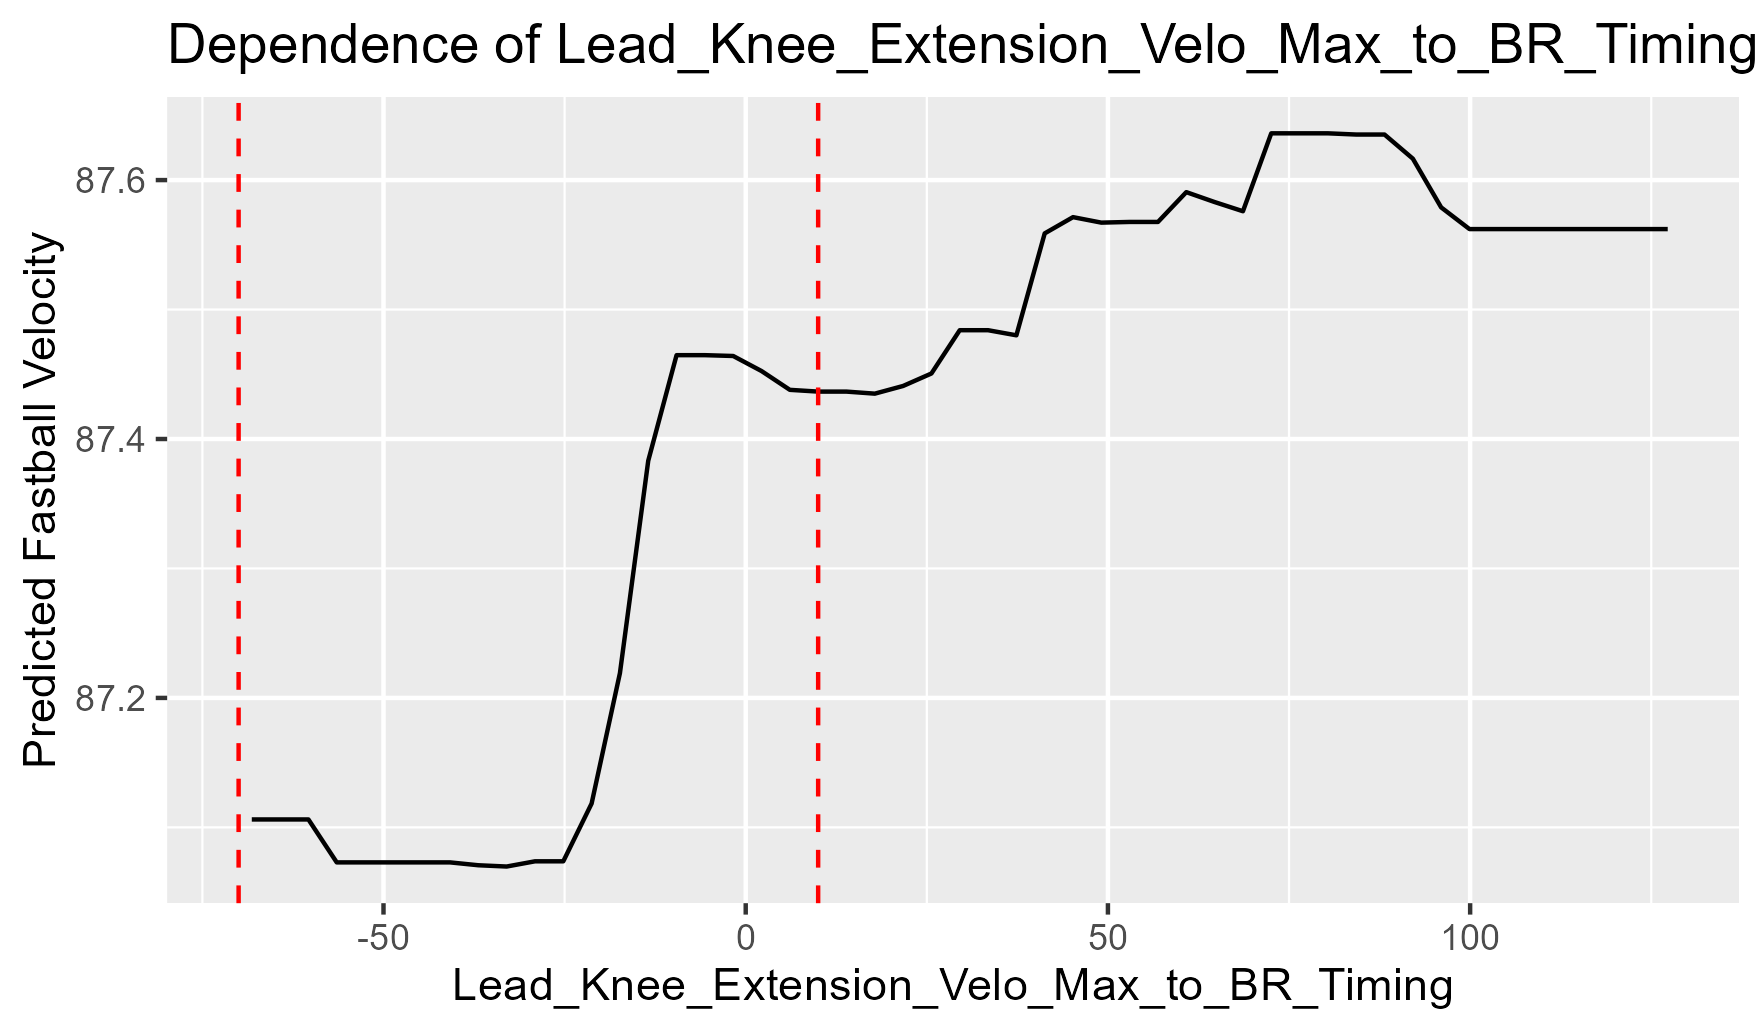 Dependence of Lead_Knee_Extension_Velo_Max_to_BR_Timing
Predicted Fastball Velocity
87.6
87.4
87.2
-50
0
50
100
Lead_Knee_Extension_Velo_Max_to_BR_Timing